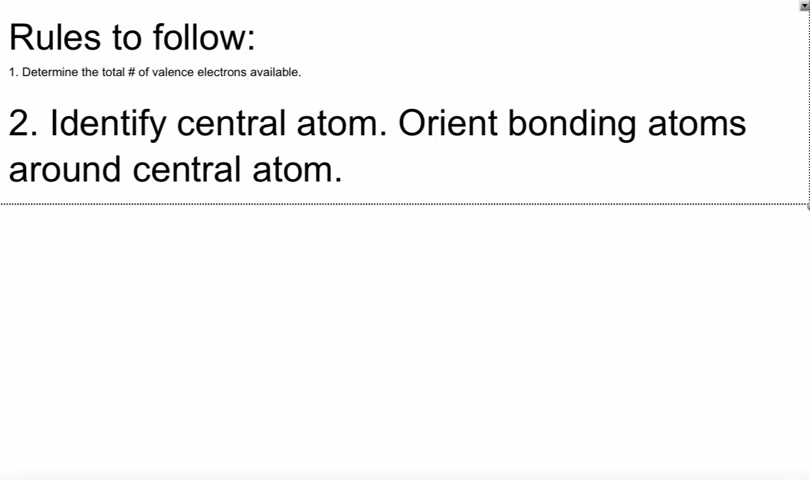 Rules to follow:
1. Determine the total # of valence electrons available.
2. Identify central atom. Orient bonding atoms
around central atom.